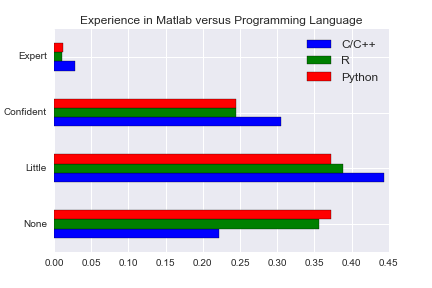 Experience in Matlab versus Programming Language
C/C++
R
Python
Expert
Confident
Little
None
0.00 0.05 0.10 0.15 0.20 0.25 0.30 0.35 0.40 0.45